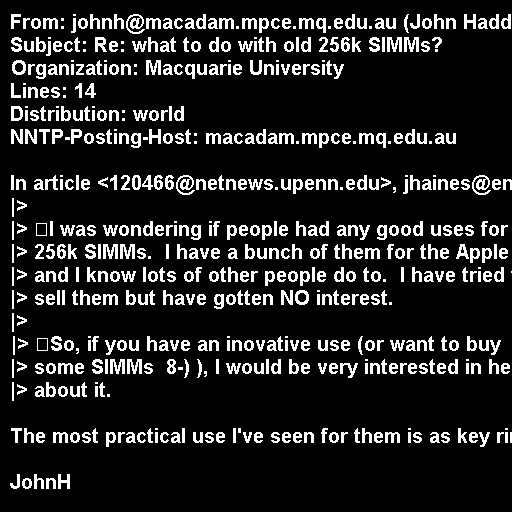 From: johnh@macadam.mpce.mq.edu.au (John Hadd
Subject: Re: what to do with old 256k SIMMs?
Organization: Macquarie University
Lines: 14
Distribution: world
NNTP-Posting-Host: macadam.mpce.mq.edu.au

In article <120466@netnews.upenn.edu>, jhaines@en
|>
|> I was wondering if people had any good uses for
|> 256k SIMMs.  I have a bunch of them for the Apple
|> and I know lots of other people do to.  I have tried
|> sell them but have gotten NO interest.
|>
|> So, if you have an inovative use (or want to buy
|> some SIMMs  8-) ), I would be very interested in he
|> about it.

The most practical use I've seen for them is as key ri

JohnH